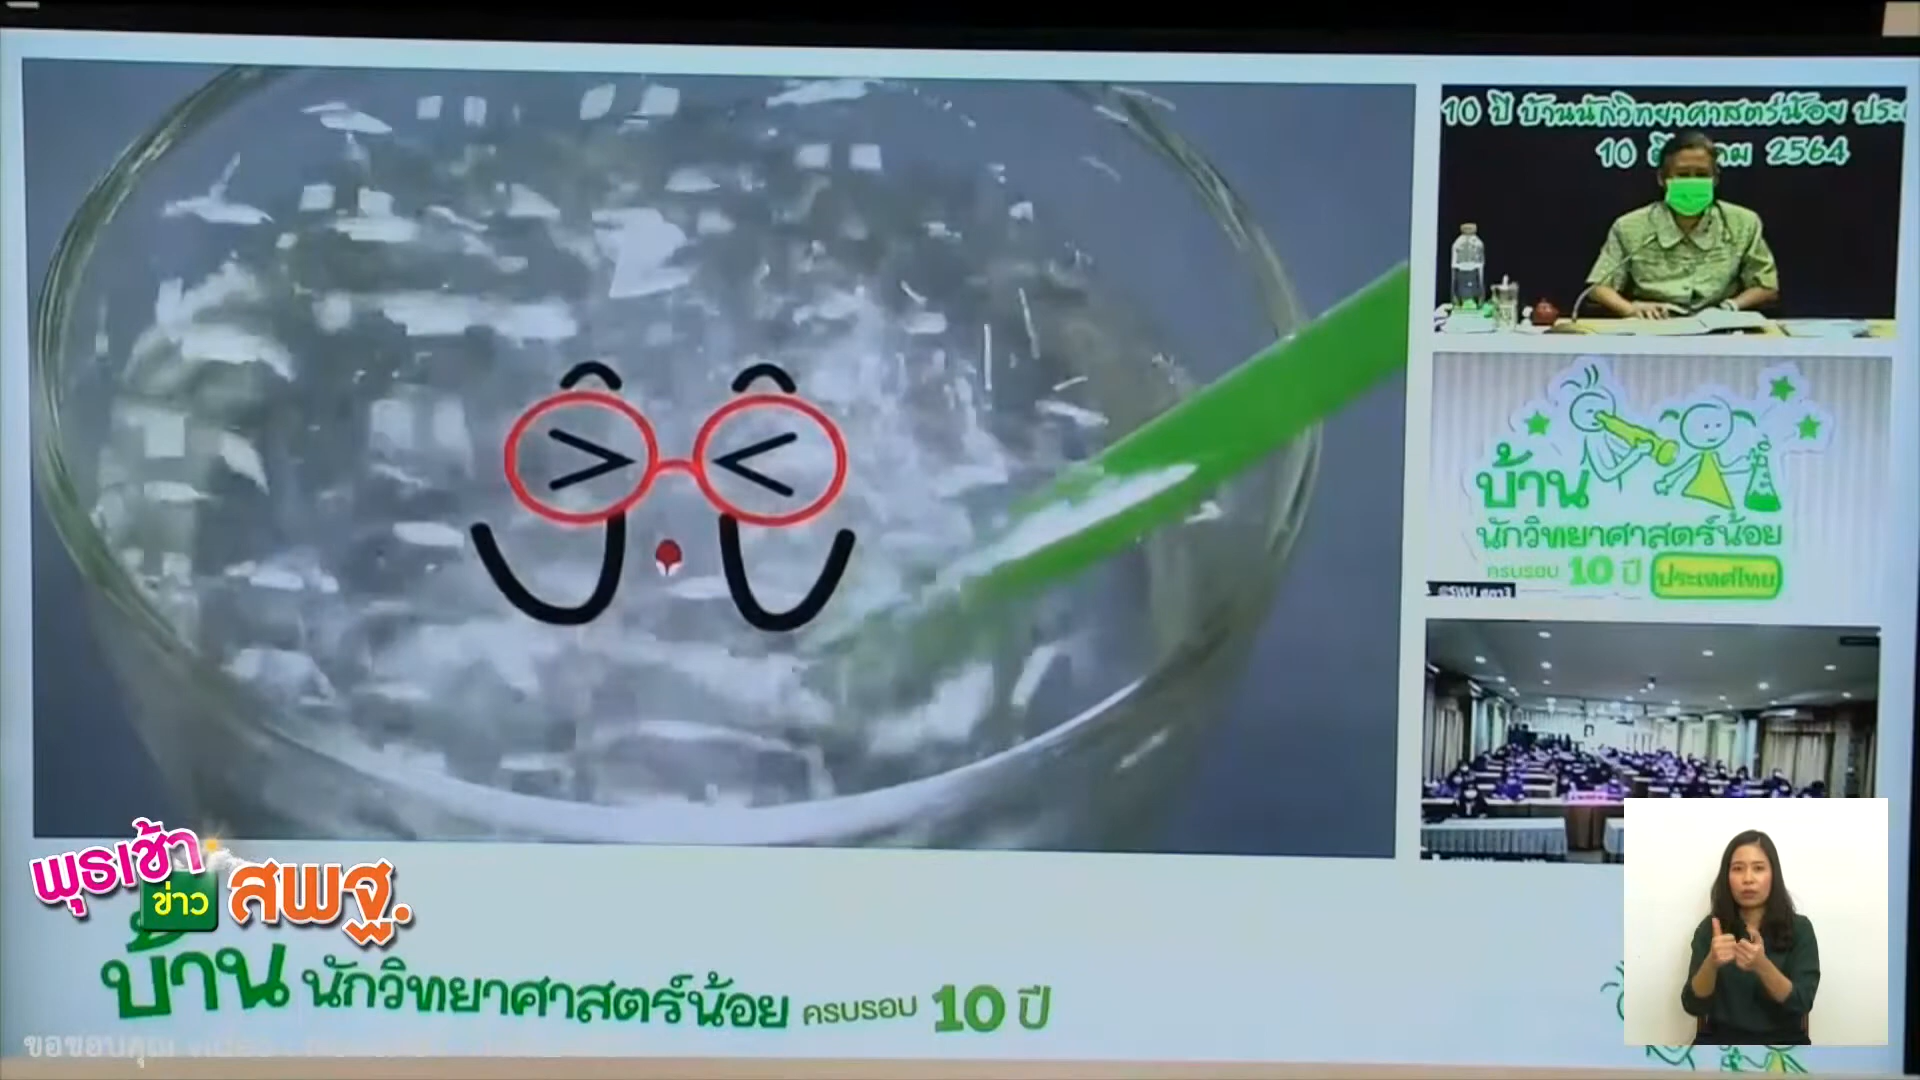 10 ปี บ้านนักวิทยาศาสตร์น้อย
10 2564
บ้าน
นักวิทยาศาสตร์น้อย
ครบรอบ 10 ปี ประเทศไทย
พุธเช้า
ข่าว
สพฐ.
บ้านนักวิทยาศาสตร์น้อย ครบรอบ 10 ปี
ขอขอบคุณ